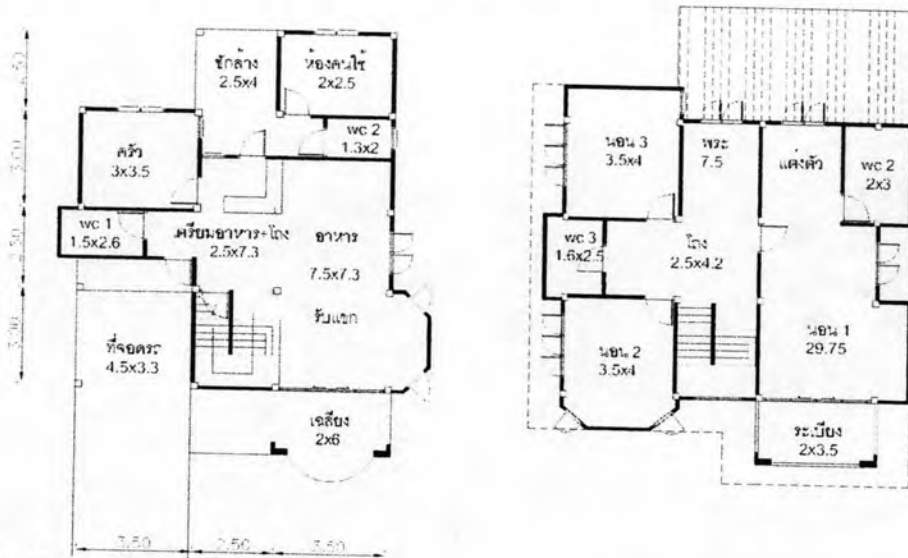 ซักล้าง
2.5x4
ห้องคนใช้
2x2.5
wc 2
1.3x2
ครัว
3x3.5
wc 1
1.5x2.6
เตรียมอาหาร+โถง
2.5x7.3
อาหาร
7.5x7.3
รับแขก
ที่จอดรถ
4.5x3.3
เฉลียง
2x6
3.50
2.50
3.50
นอน 3
3.5x4
พระ
7.5
แต่งตัว
wc 2
2x3
wc 3
1.6x2.5
โถง
2.5x4.2
นอน 2
3.5x4
นอน 1
29.75
ระเบียง
2x3.5